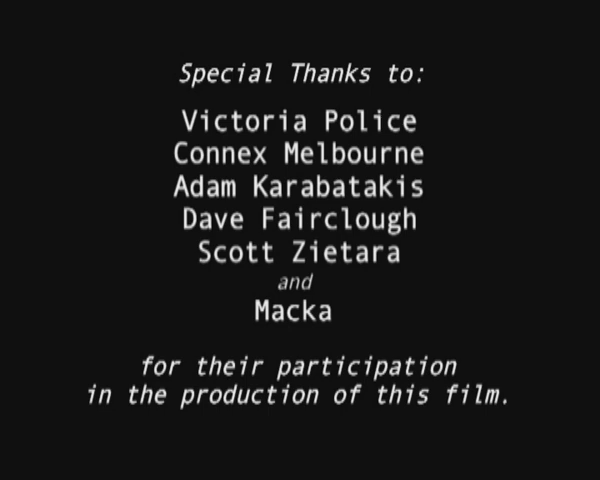 Special Thanks to:
Victoria Police
Connex Melbourne
Adam Karabatakis
Dave Fairclough
Scott Zietara
and
Macka
for their participation
in the production of this film.